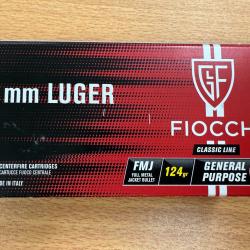 mm LUGER
GFS
FIOCCH
CLASSIC LINE
CENTERFIRE CARTRIDGES
CARTUCCE FUOCO CENTRALE
DE IN ITALY
FMJ
FULL METAL
JACKET BULLET
124gr
GENERAL
PURPOSE